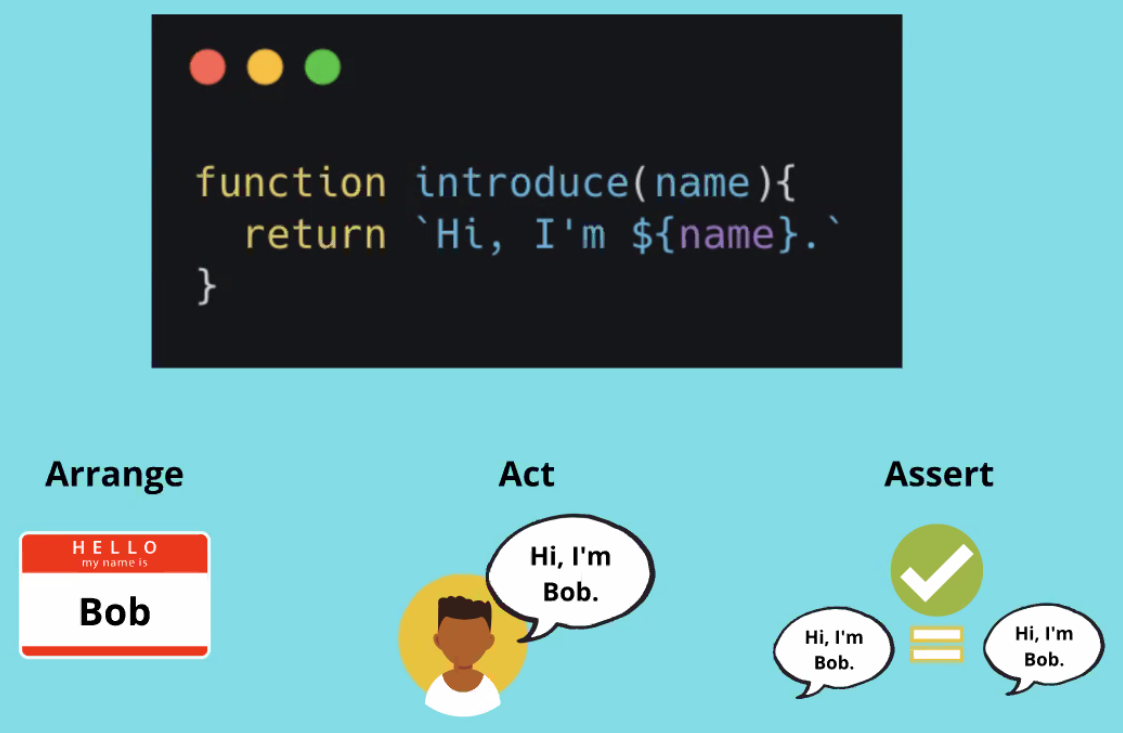 function introduce(name){
  return `Hi, I'm ${name}.`
}
Arrange
Act
Assert
HELLO
my name is
Bob
Hi, I'm
Bob.
Hi, I'm
Bob.
Hi, I'm
Bob.